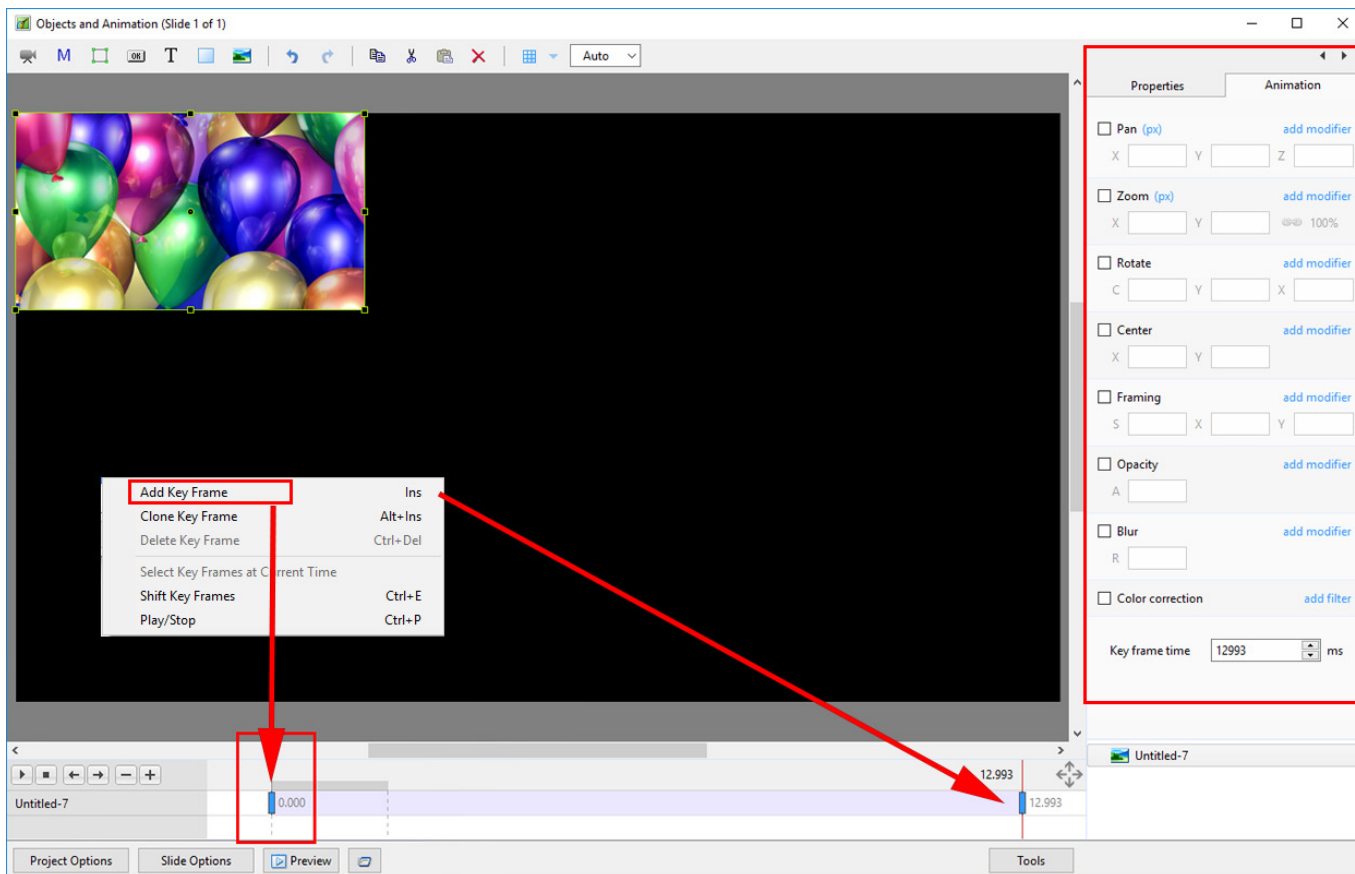 Objects and Animation (Slide 1 of 1)
M OK T Auto
Properties Animation
Pan (px) add modifier
X Y Z
Zoom (px) add modifier
X Y 100%
Rotate add modifier
C Y X
Center add modifier
X Y
Framing add modifier
S X Y
Opacity add modifier
A
Blur add modifier
R
Color correction add filter
Key frame time 12993 ms
Add Key Frame Ins
Clone Key Frame Alt+Ins
Delete Key Frame Ctrl+Del
Select Key Frames at Current Time
Shift Key Frames Ctrl+E
Play/Stop Ctrl+P
Untitled-7
12.993
Untitled-7 0.000 12.993
Project Options Slide Options Preview Tools